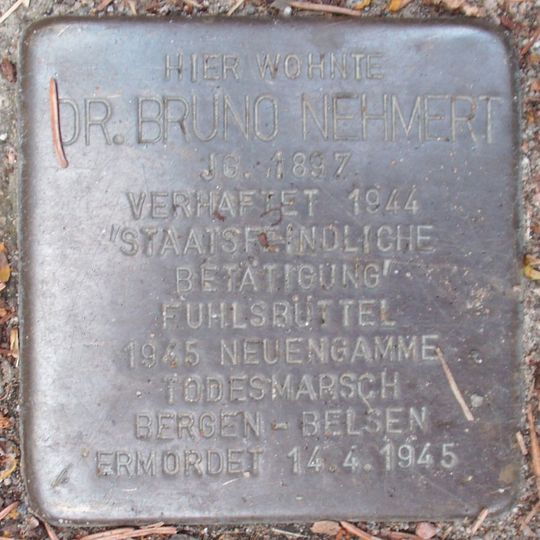 HIER WOHNTE
DR. BRUNO NEHMERT
JG. 1897
VERHAFTET 1944
'STAATSFEINDLICHE
BETÄTIGUNG'
FUHLSBÜTTEL
1945 NEUENGAMME
TODESMARSCH
BERGEN-BELSEN
ERMORDET 14.4.1945